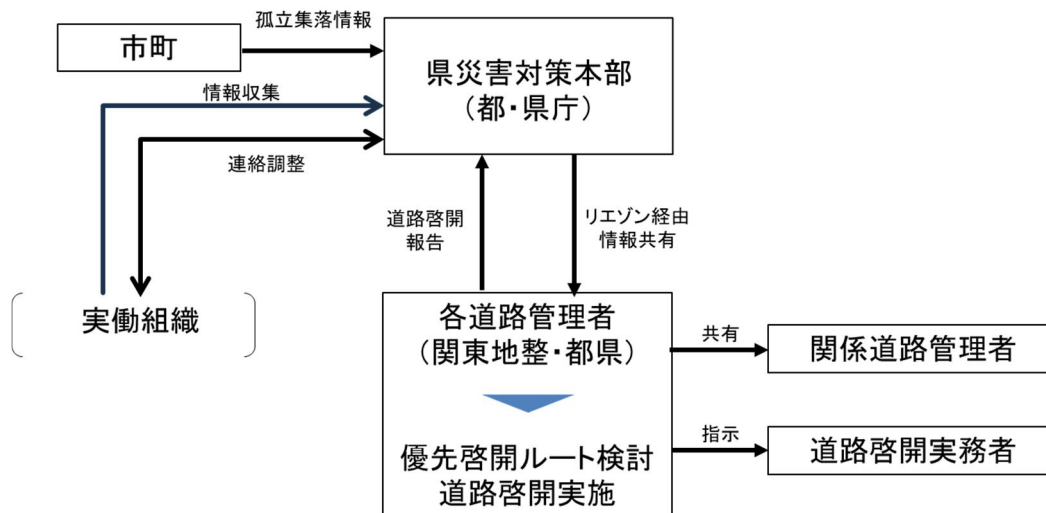 孤立集落情報
市町
県災害対策本部
（都・県庁）
情報収集
連絡調整
道路啓開
報告
リエゾン経由
情報共有
実働組織
各道路管理者
（関東地整・都県）
共有
関係道路管理者
優先啓開ルート検討
道路啓開実施
指示
道路啓開実務者